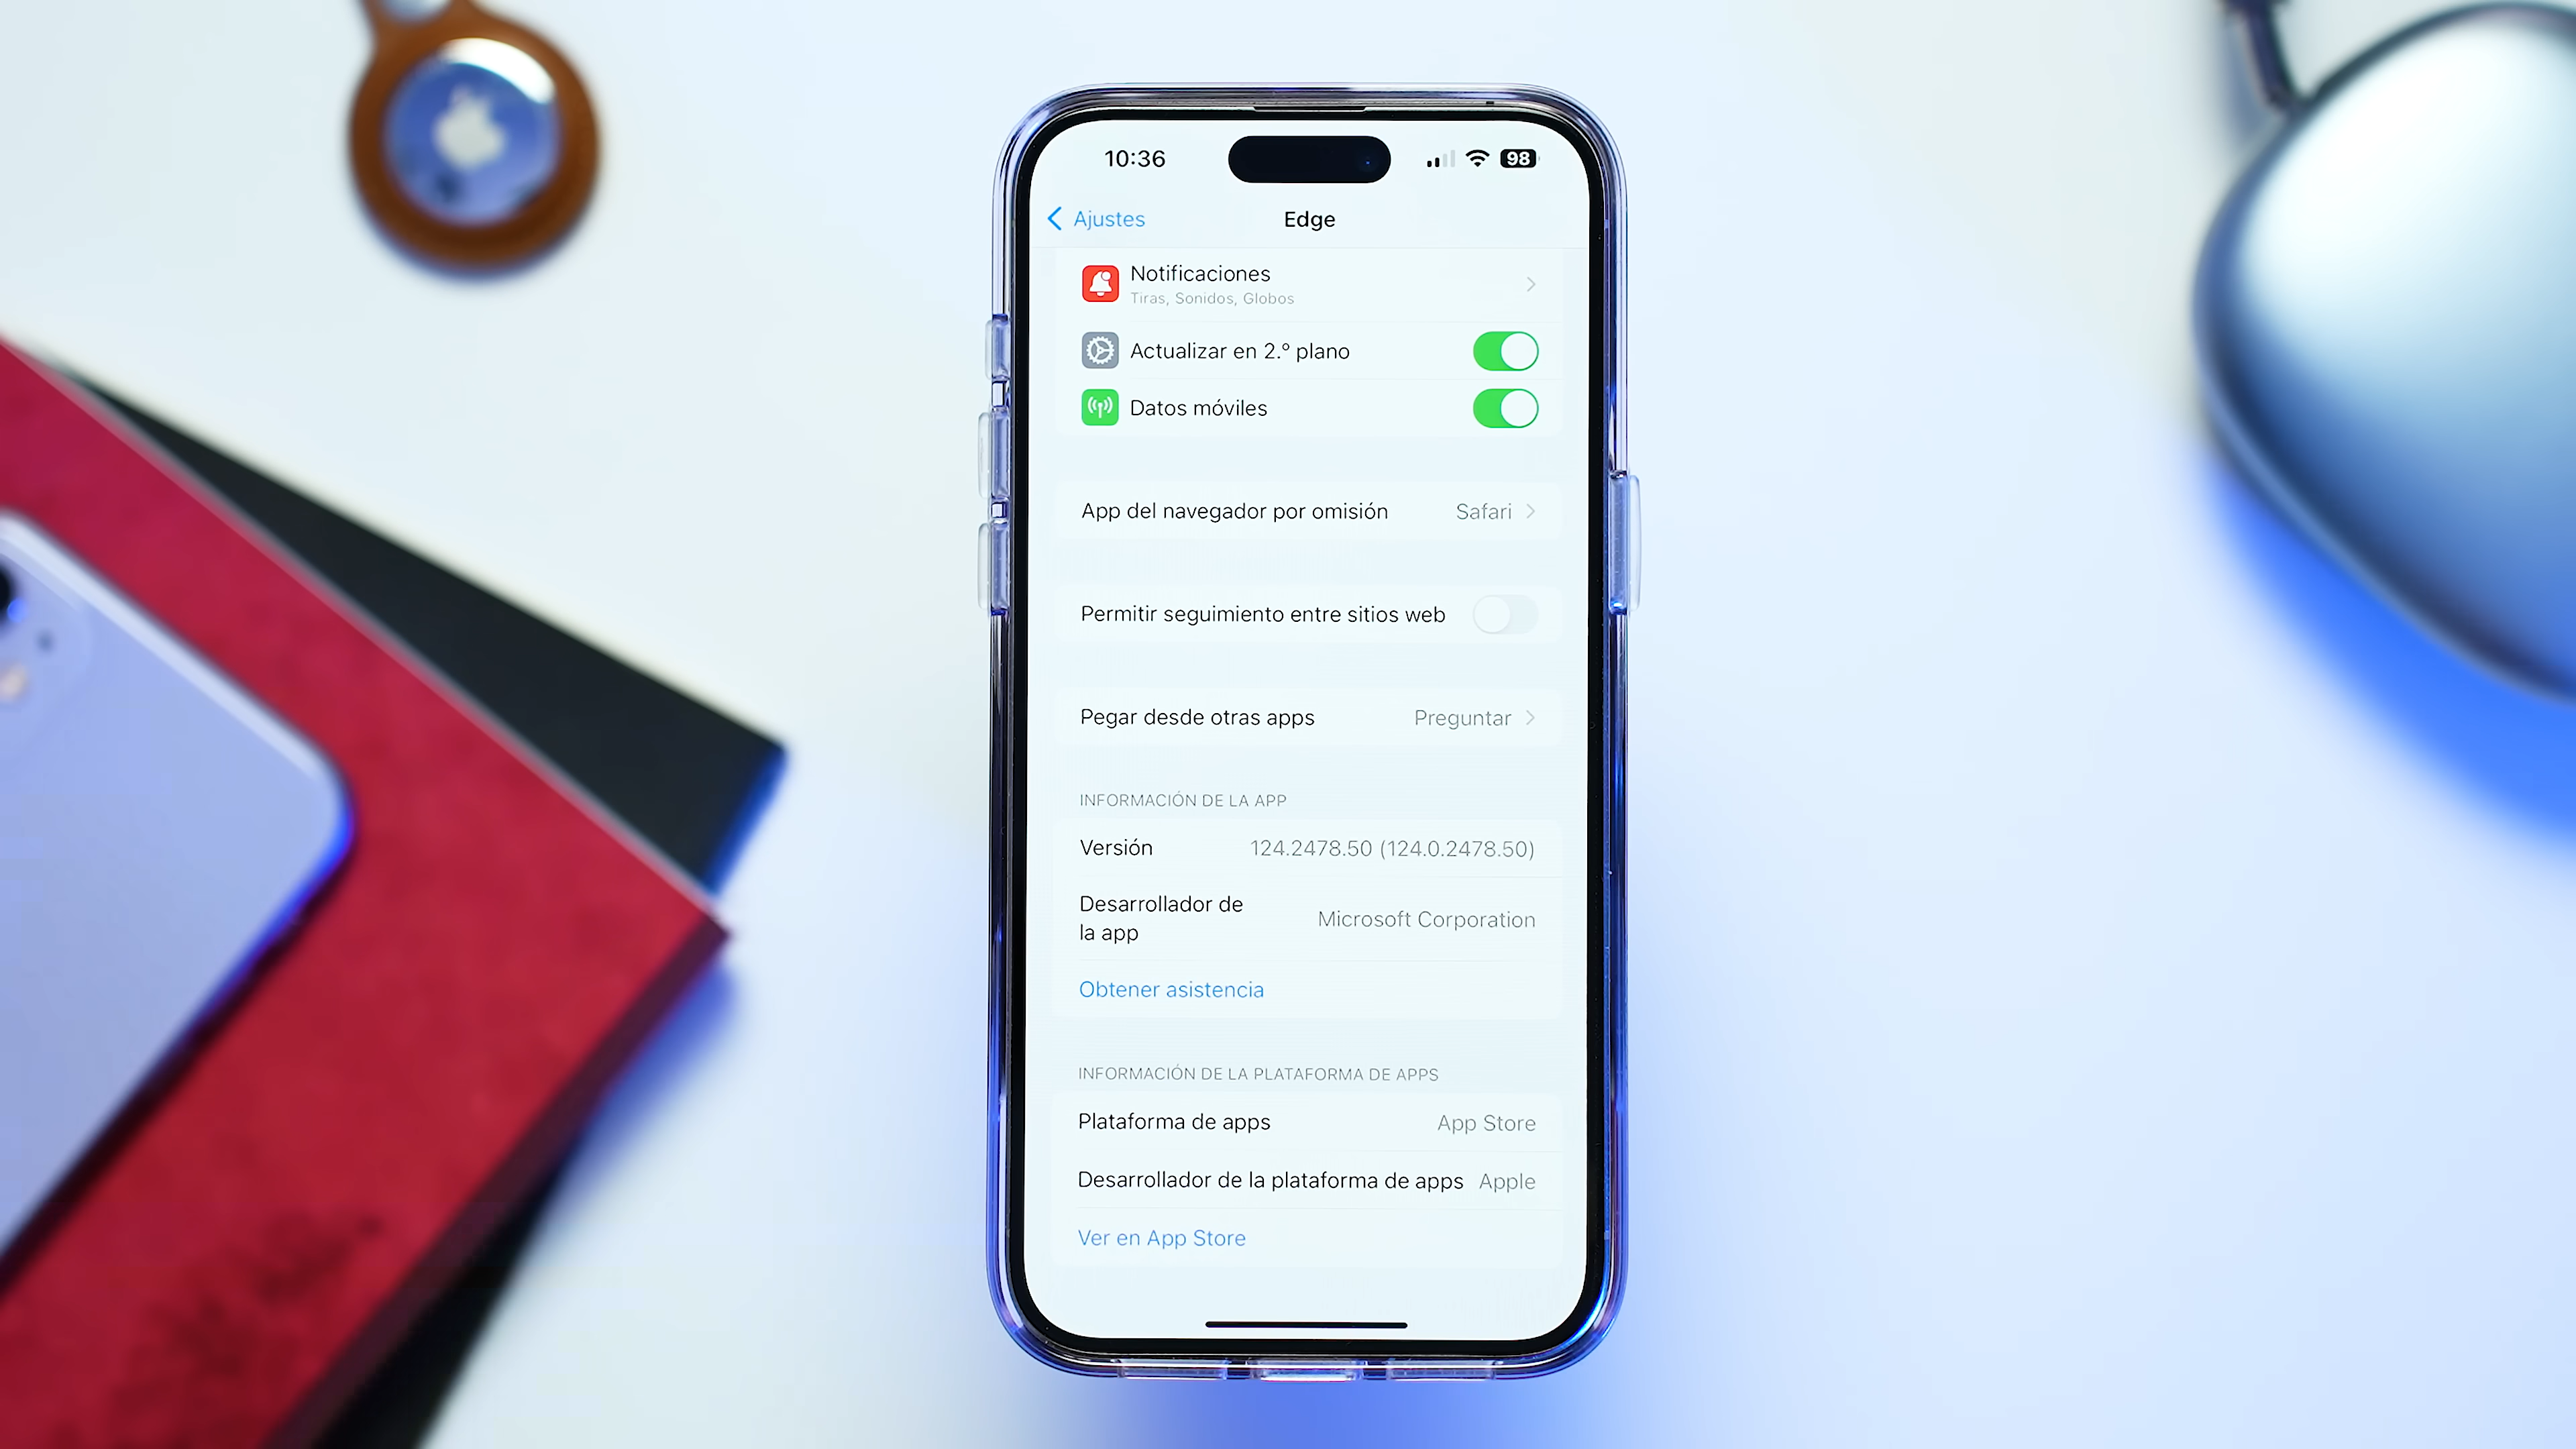 10:36
98
Ajustes
Edge
Notificaciones
Tiras, Sonidos, Globos
Actualizar en 2.º plano
Datos móviles
App del navegador por omisión Safari
Permitir seguimiento entre sitios web
Pegar desde otras apps Preguntar
INFORMACIÓN DE LA APP
Versión 124.2478.50 (124.0.2478.50)
Desarrollador de
la app
Microsoft Corporation
Obtener asistencia
INFORMACIÓN DE LA PLATAFORMA DE APPS
Plataforma de apps App Store
Desarrollador de la plataforma de apps Apple
Ver en App Store